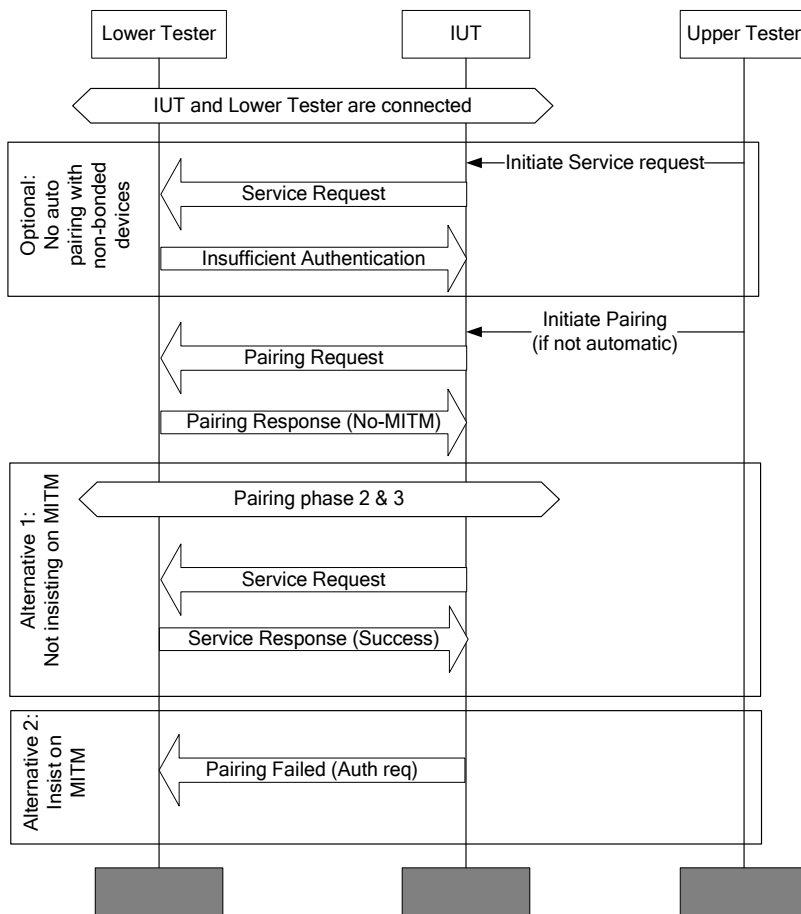 Lower Tester
IUT
Upper Tester
IUT and Lower Tester are connected
Optional:
No auto
pairing with
non-bonded
devices
Initiate Service request
Service Request
Insufficient Authentication
Initiate Pairing
(if not automatic)
Pairing Request
Pairing Response (No-MITM)
Alternative 1:
Not insisting on MITM
Pairing phase 2 & 3
Service Request
Service Response (Success)
Alternative 2:
Insist on
MITM
Pairing Failed (Auth req)